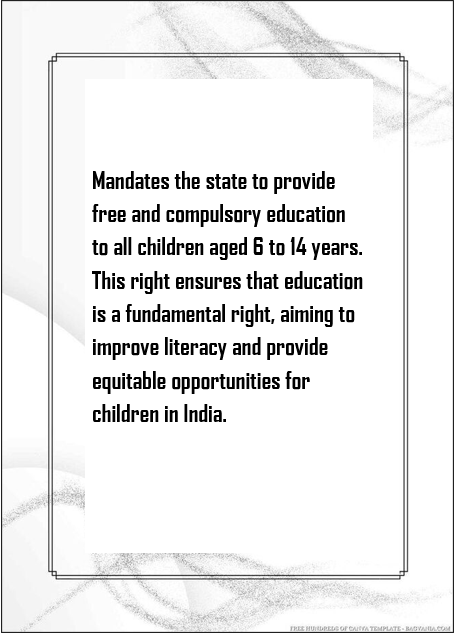 Mandates the state to provide
free and compulsory education
to all children aged 6 to 14 years.
This right ensures that education
is a fundamental right, aiming to
improve literacy and provide
equitable opportunities for
children in India.
FREE HUNDREDS OF CANVA TEMPLATE - BAGVANIA.COM